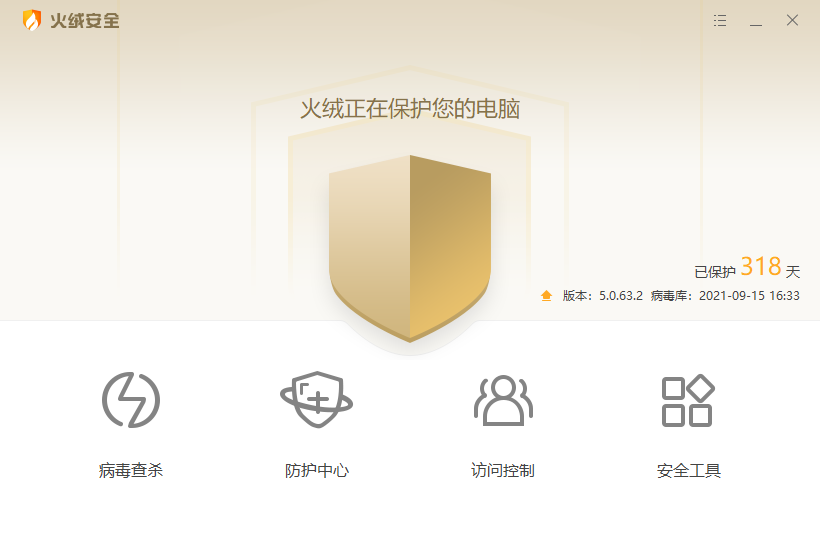 火绒安全
火绒正在保护您的电脑
已保护 318 天
版本：5.0.63.2 病毒库：2021-09-15 16:33
病毒查杀
防护中心
访问控制
安全工具